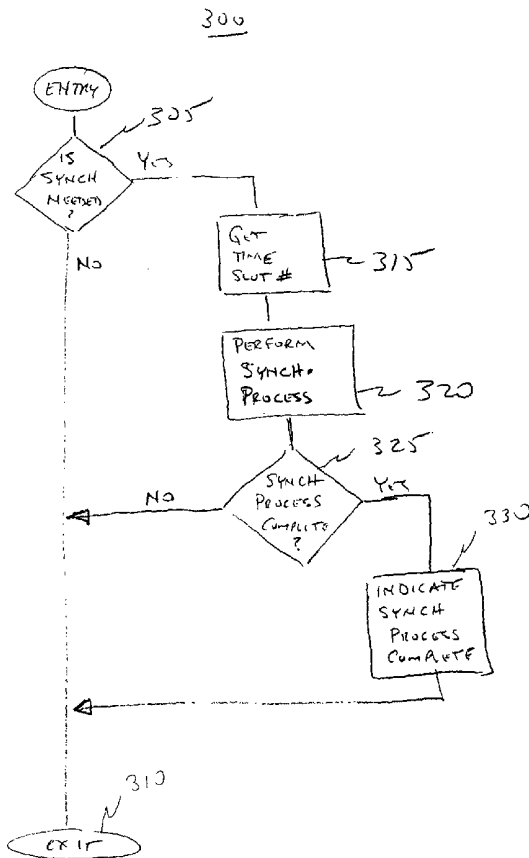 300
ENTRY
305
IS
SYNCH
NEEDED
?
YES
NO
GET
TIME
SLOT #
315
PERFORM
SYNCH.
PROCESS
320
325
SYNCH
PROCESS
COMPLETE
?
NO
YES
330
INDICATE
SYNCH
PROCESS
COMPLETE
310
EXIT